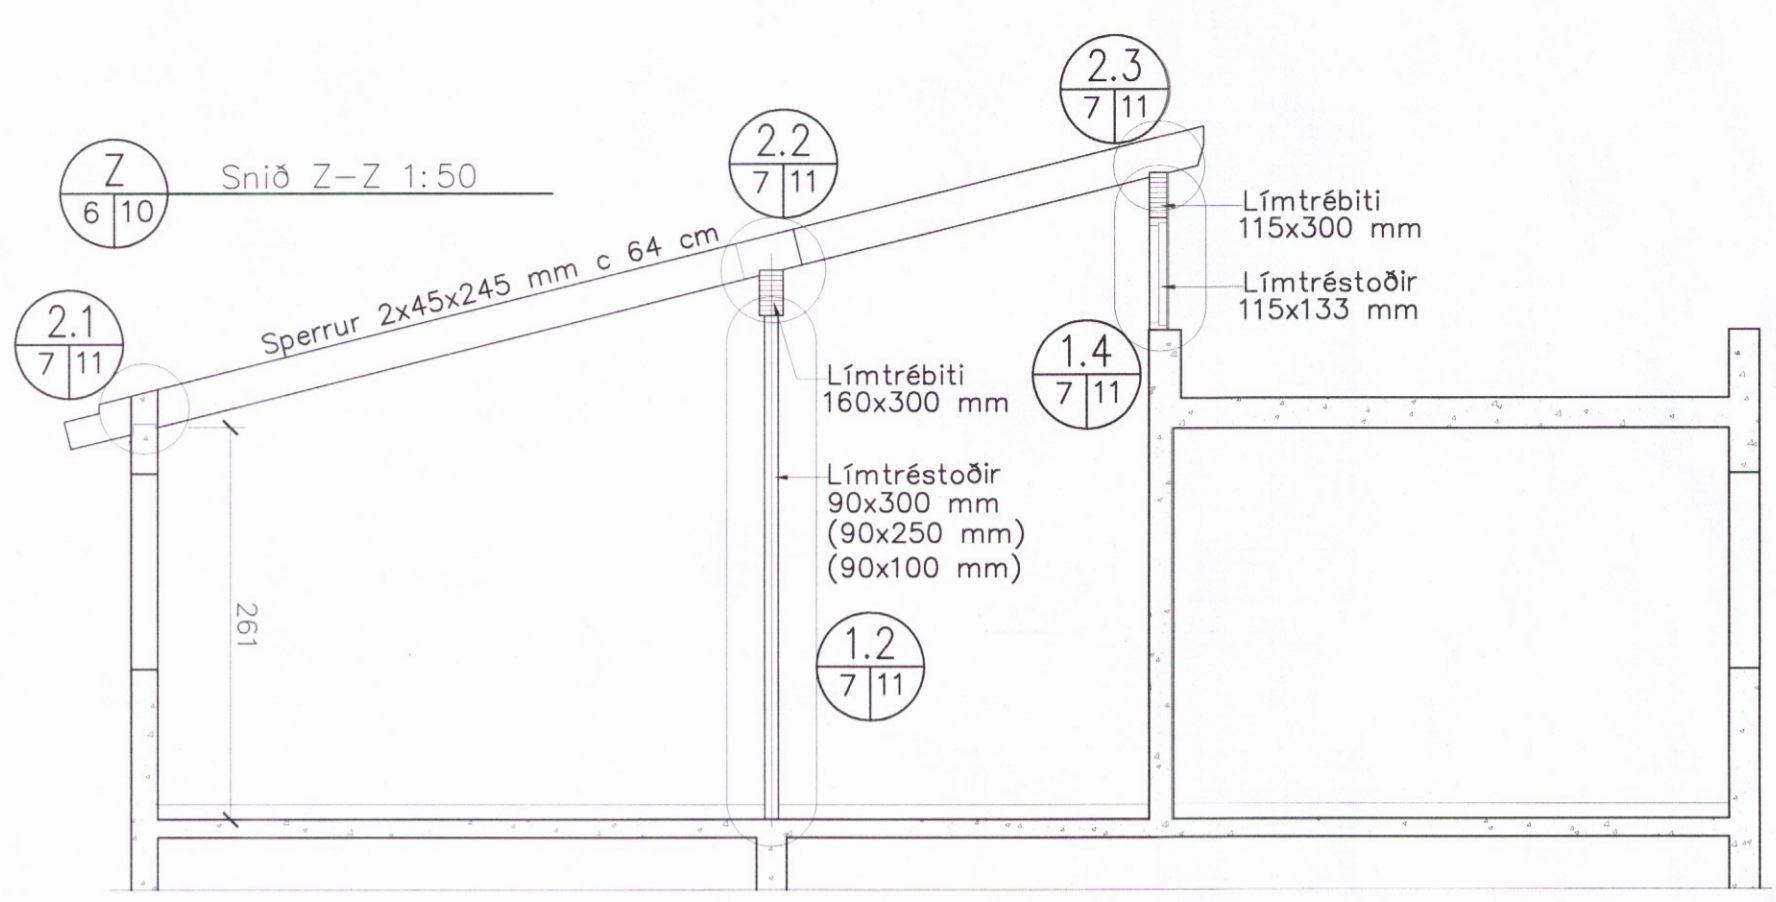 2.3
7 11
2.2
7 11
Z
6 10
Snið Z-Z 1:50
Límtrébiti
115x300 mm
Sperrur 2x45x245 mm c 64 cm
Límtréstoðir
115x133 mm
2.1
7 11
1.4
7 11
Límtrébiti
160x300 mm
Límtréstoðir
90x300 mm
(90x250 mm)
(90x100 mm)
261
1.2
7 11